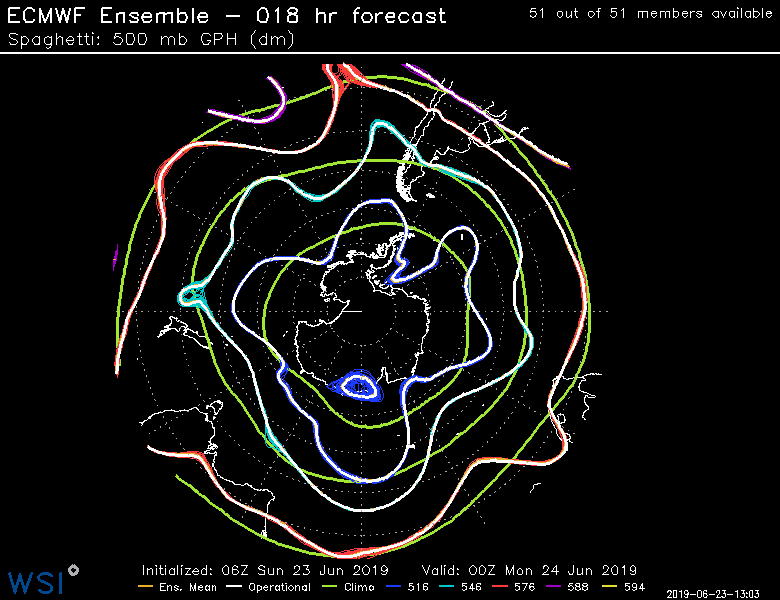 ECMWF Ensemble – 018 hr forecast
51 out of 51 members available
Spaghetti: 500 mb GPH (dm)
Initialized: 06Z Sun 23 Jun 2019 Valid: 00Z Mon 24 Jun 2019
Ens. Mean Operational Climo 516 546 576 588 594
WSI
2019-06-23-13:03